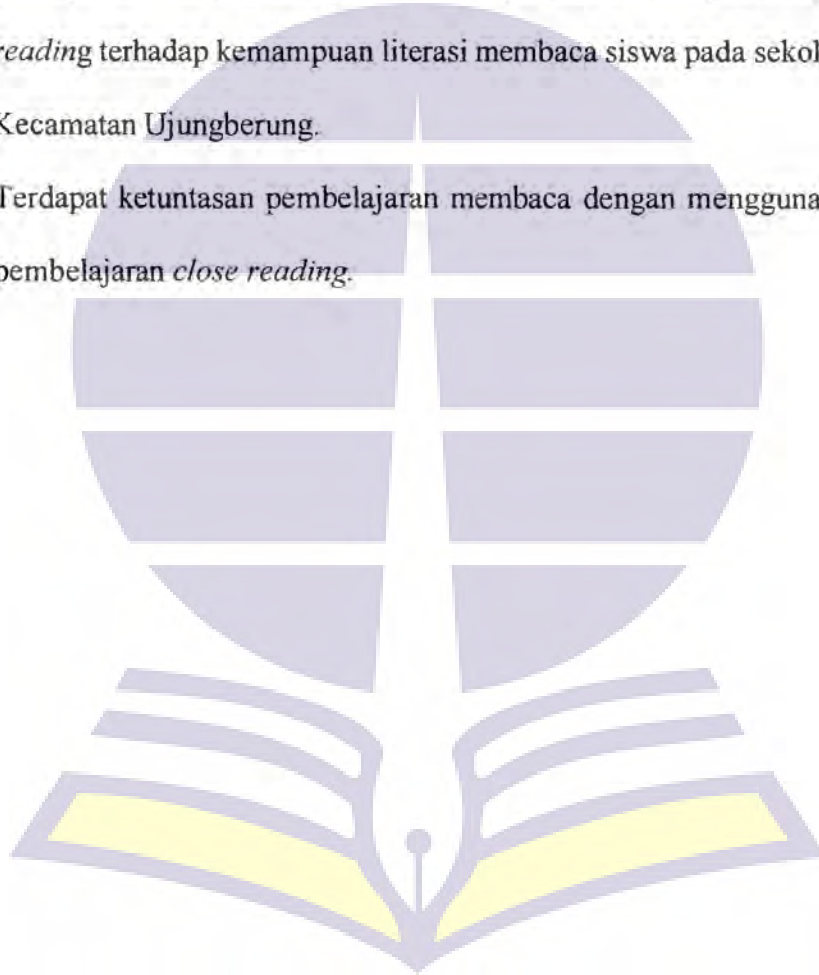 reading terhadap kemampuan literasi membaca siswa pada sekol
Kecamatan Ujungberung.
Terdapat ketuntasan pembelajaran membaca dengan mengguna
pembelajaran close reading.